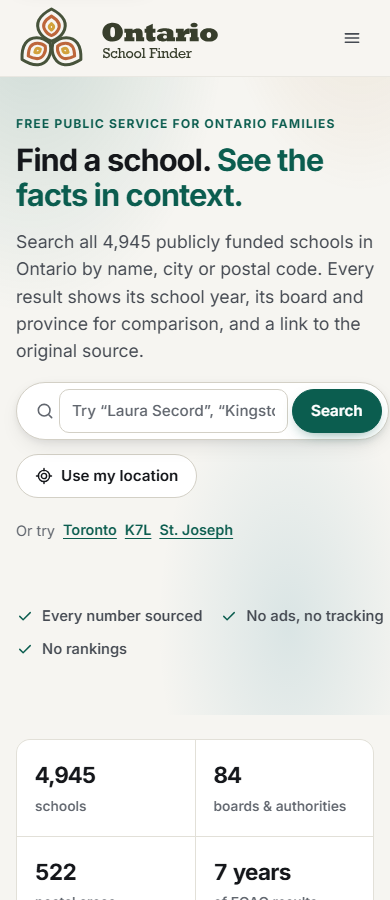 Ontario
School Finder
FREE PUBLIC SERVICE FOR ONTARIO FAMILIES
Find a school. See the
facts in context.
Search all 4,945 publicly funded schools in
Ontario by name, city or postal code. Every
result shows its school year, its board and
province for comparison, and a link to the
original source.
Try “Laura Secord”, “Kingsto
Search
Use my location
Or try Toronto K7L St. Joseph
Every number sourced No ads, no tracking
No rankings
4,945 84
schools boards & authorities
522 7 years